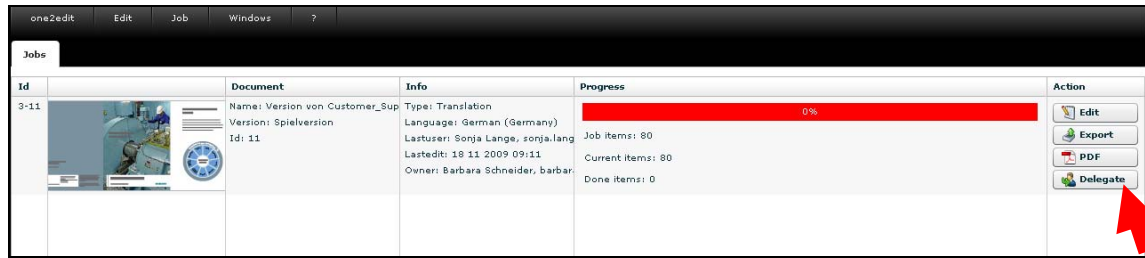 one2edit Edit Job Windows ?
Jobs
Id Document Info Progress Action
3-11
Name: Version von Customer_Sup
Version: Spielversion
Id: 11
Type: Translation
Language: German (Germany)
Lastuser: Sonja Lange, sonja.lang
Lastedit: 18 11 2009 09:11
Owner: Barbara Schneider, barbar
0%
Job items: 80
Current items: 80
Done items: 0
Edit
Export
PDF
Delegate